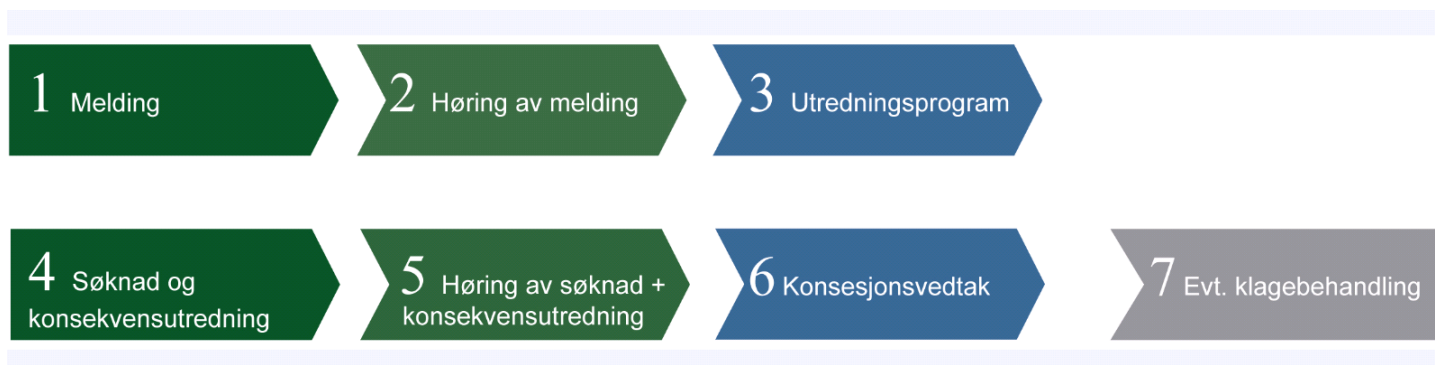 1 Melding
2 Høring av melding
3 Utredningsprogram
4 Søknad og
konsekvensutredning
5 Høring av søknad +
konsekvensutredning
6 Konsesjonsvedtak
7 Evt. klagebehandling